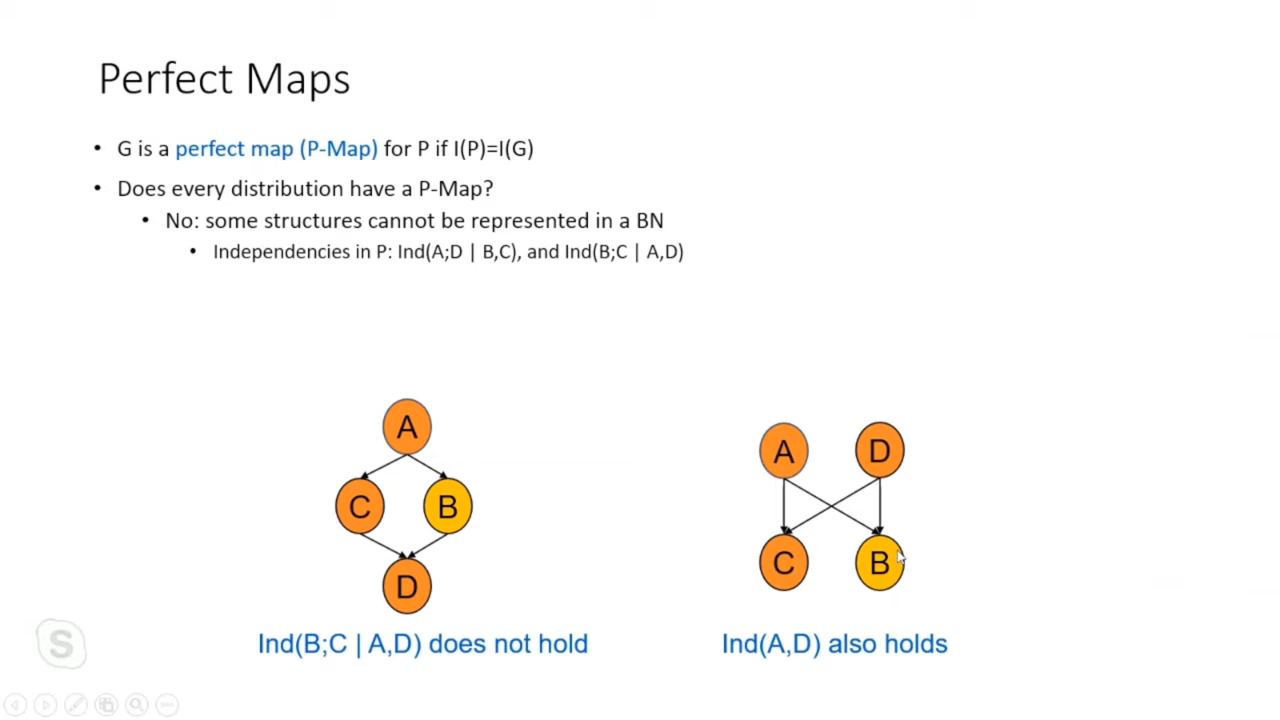 Perfect Maps
• G is a perfect map (P-Map) for P if I(P)=I(G)
• Does every distribution have a P-Map?
• No: some structures cannot be represented in a BN
• Independencies in P: Ind(A;D | B,C), and Ind(B;C | A,D)
A
C B
D
Ind(B;C | A,D) does not hold
A D
C B
Ind(A,D) also holds
S